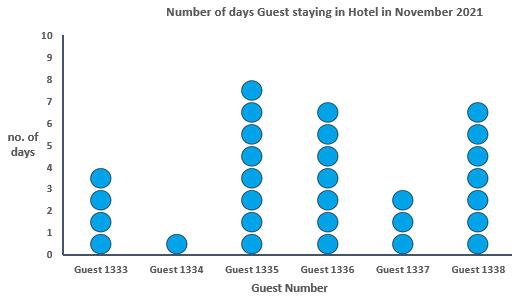 Number of days Guest staying in Hotel in November 2021
10
9
8
7
6
5
4
3
2
1
0
no. of
days
Guest 1333 Guest 1334 Guest 1335 Guest 1336 Guest 1337 Guest 1338
Guest Number